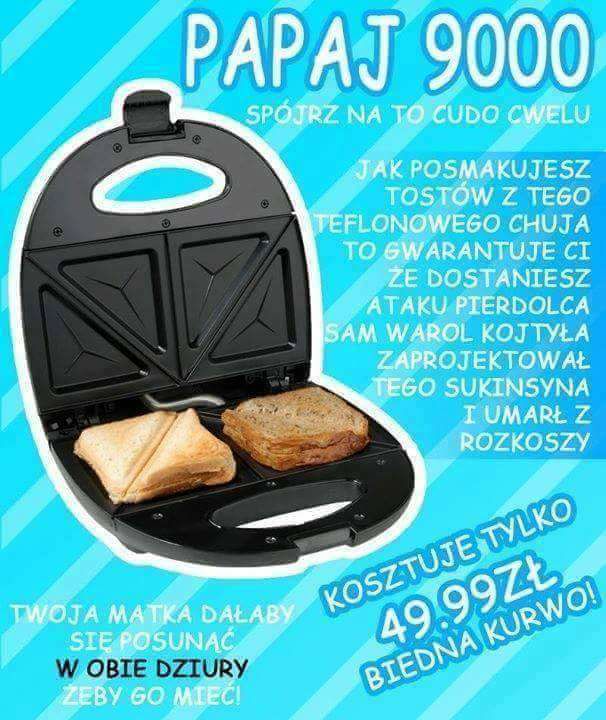 PAPAJ 9000
SPÓJRZ NA TO CUDO CWELU
JAK POSMAKUJESZ
TOSTÓW Z TEGO
TEFLONOWEGO CHUJA
TO GWARANTUJE CI
ŻE DOSTANIESZ
ATAKU PIERDOLCA
SAM WAROL KOJTYŁA
ZAPROJEKTOWAŁ
TEGO SUKINSYNA
I UMARŁ Z
ROZKOSZY
KOSZTUJE TYLKO
49.99ZŁ
BIEDNA KURWO!
TWOJA MATKA DAŁABY
SIĘ POSUNĄĆ
W OBIE DZIURY
ŻEBY GO MIEĆ!